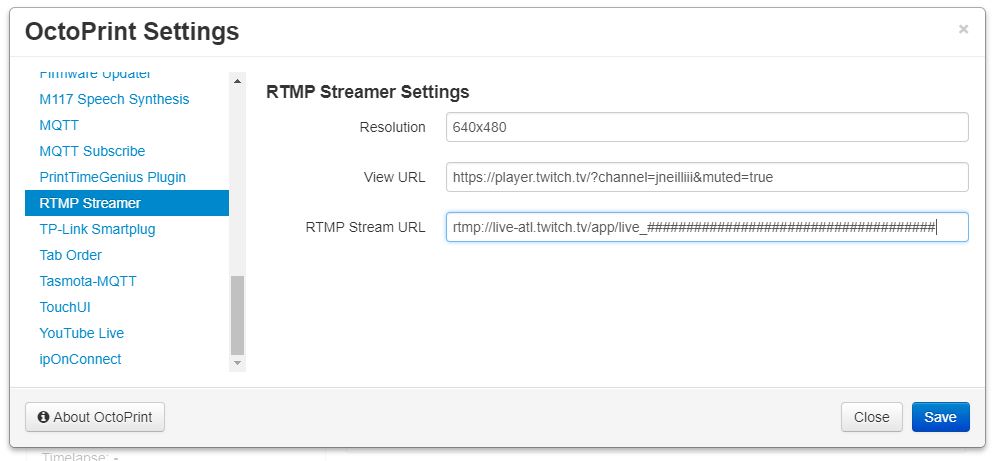 OctoPrint Settings
×
Firmware Updater
M117 Speech Synthesis
MQTT
MQTT Subscribe
PrintTimeGenius Plugin
RTMP Streamer
TP-Link Smartplug
Tab Order
Tasmota-MQTT
TouchUI
YouTube Live
ipOnConnect
RTMP Streamer Settings
Resolution 640x480
View URL https://player.twitch.tv/?channel=jneilliii&muted=true
RTMP Stream URL rtmp://live-atl.twitch.tv/app/live_####################################
About OctoPrint
Close Save
Timelapse: -